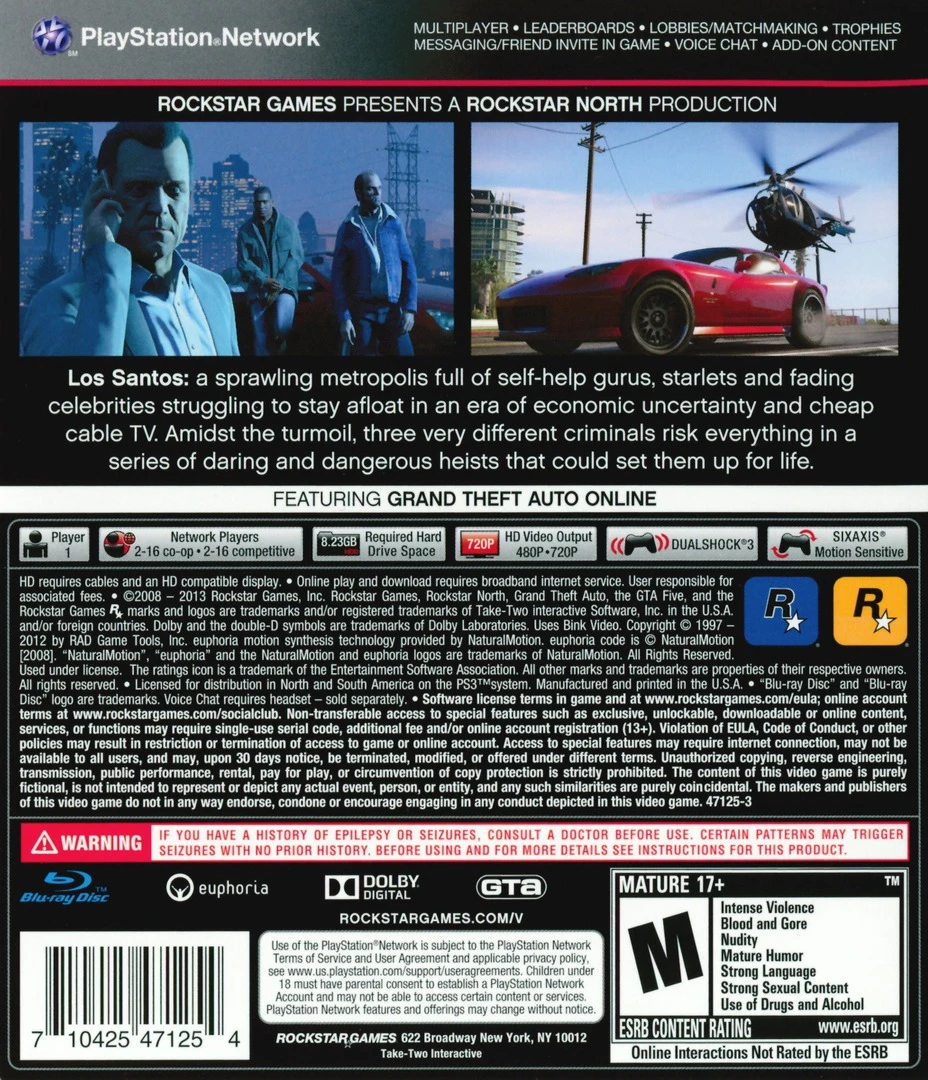 PlayStation®Network
SM
MULTIPLAYER • LEADERBOARDS • LOBBIES/MATCHMAKING • TROPHIES
MESSAGING/FRIEND INVITE IN GAME • VOICE CHAT • ADD-ON CONTENT
ROCKSTAR GAMES PRESENTS A ROCKSTAR NORTH PRODUCTION
Los Santos: a sprawling metropolis full of self-help gurus, starlets and fading
celebrities struggling to stay afloat in an era of economic uncertainty and cheap
cable TV. Amidst the turmoil, three very different criminals risk everything in a
series of daring and dangerous heists that could set them up for life.
FEATURING GRAND THEFT AUTO ONLINE
Player
1
Network Players
2-16 co-op • 2-16 competitive
8.23GB
HDD
Required Hard
Drive Space
720P
HD Video Output
480P•720P
DUALSHOCK®3
SIXAXIS®
Motion Sensitive
HD requires cables and an HD compatible display. • Online play and download requires broadband internet service. User responsible for
associated fees. • ©2008 – 2013 Rockstar Games, Inc. Rockstar Games, Rockstar North, Grand Theft Auto, the GTA Five, and the
Rockstar Games R★ marks and logos are trademarks and/or registered trademarks of Take-Two interactive Software, Inc. in the U.S.A.
and/or foreign countries. Dolby and the double-D symbols are trademarks of Dolby Laboratories. Uses Bink Video. Copyright © 1997 –
2012 by RAD Game Tools, Inc. euphoria motion synthesis technology provided by NaturalMotion. euphoria code is © NaturalMotion
[2008]. “NaturalMotion”, “euphoria” and the NaturalMotion and euphoria logos are trademarks of NaturalMotion. All Rights Reserved.
Used under license. The ratings icon is a trademark of the Entertainment Software Association. All other marks and trademarks are properties of their respective owners.
All rights reserved. • Licensed for distribution in North and South America on the PS3™system. Manufactured and printed in the U.S.A. • “Blu-ray Disc” and “Blu-ray
Disc” logo are trademarks. Voice Chat requires headset – sold separately. • Software license terms in game and at www.rockstargames.com/eula; online account
terms at www.rockstargames.com/socialclub. Non-transferable access to special features such as exclusive, unlockable, downloadable or online content,
services, or functions may require single-use serial code, additional fee and/or online account registration (13+). Violation of EULA, Code of Conduct, or other
policies may result in restriction or termination of access to game or online account. Access to special features may require internet connection, may not be
available to all users, and may, upon 30 days notice, be terminated, modified, or offered under different terms. Unauthorized copying, reverse engineering,
transmission, public performance, rental, pay for play, or circumvention of copy protection is strictly prohibited. The content of this video game is purely
fictional, is not intended to represent or depict any actual event, person, or entity, and any such similarities are purely coincidental. The makers and publishers
of this video game do not in any way endorse, condone or encourage engaging in any conduct depicted in this video game. 47125-3
R★
R★
WARNING
IF YOU HAVE A HISTORY OF EPILEPSY OR SEIZURES, CONSULT A DOCTOR BEFORE USE. CERTAIN PATTERNS MAY TRIGGER
SEIZURES WITH NO PRIOR HISTORY. BEFORE USING AND FOR MORE DETAILS SEE INSTRUCTIONS FOR THIS PRODUCT.
Blu-ray Disc™
euphoria
DOLBY®
DIGITAL
GTA
ROCKSTARGAMES.COM/V
7 10425 47125 4
Use of the PlayStation®Network is subject to the PlayStation Network
Terms of Service and User Agreement and applicable privacy policy,
see www.us.playstation.com/support/useragreements. Children under
18 must have parental consent to establish a PlayStation Network
Account and may not be able to access certain content or services.
PlayStation Network features and offerings may change without notice.
ROCKSTAR GAMES 622 Broadway New York, NY 10012
Take-Two Interactive
MATURE 17+ ™
M
Intense Violence
Blood and Gore
Nudity
Mature Humor
Strong Language
Strong Sexual Content
Use of Drugs and Alcohol
ESRB CONTENT RATING www.esrb.org
Online Interactions Not Rated by the ESRB